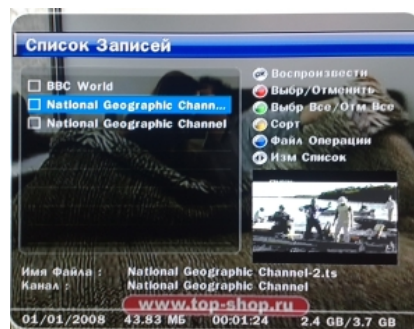 Список Записей
BBC World
National Geographic Chann...
National Geographic Channel
OK Воспроизвести
Выбр/Отменить
Выбр Все/Отм Все
Сорт
Файл Операции
Изм Список
Имя Файла : National Geographic Channel-2.ts
Канал : National Geographic Channel
www.top-shop.ru
01/01/2008 43.83 МБ 00:01:24 2.4 GB/3.7 GB